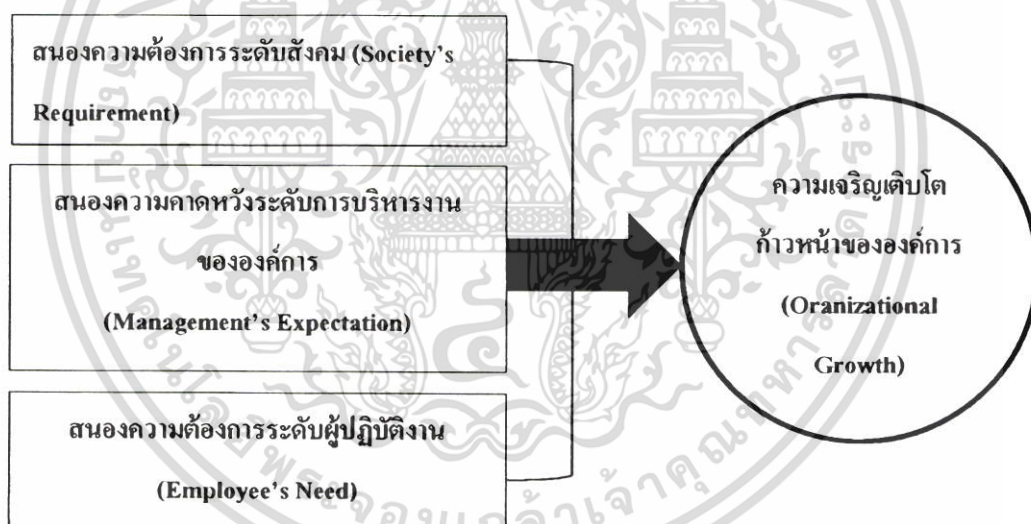 สนองความต้องการระดับสังคม (Society's
Requirement)
สนองความคาดหวังระดับการบริหารงาน
ขององค์การ
(Management's Expectation)
สนองความต้องการระดับผู้ปฏิบัติงาน
(Employee's Need)
ความเจริญเติบโต
ก้าวหน้าขององค์การ
(Oranizational
Growth)